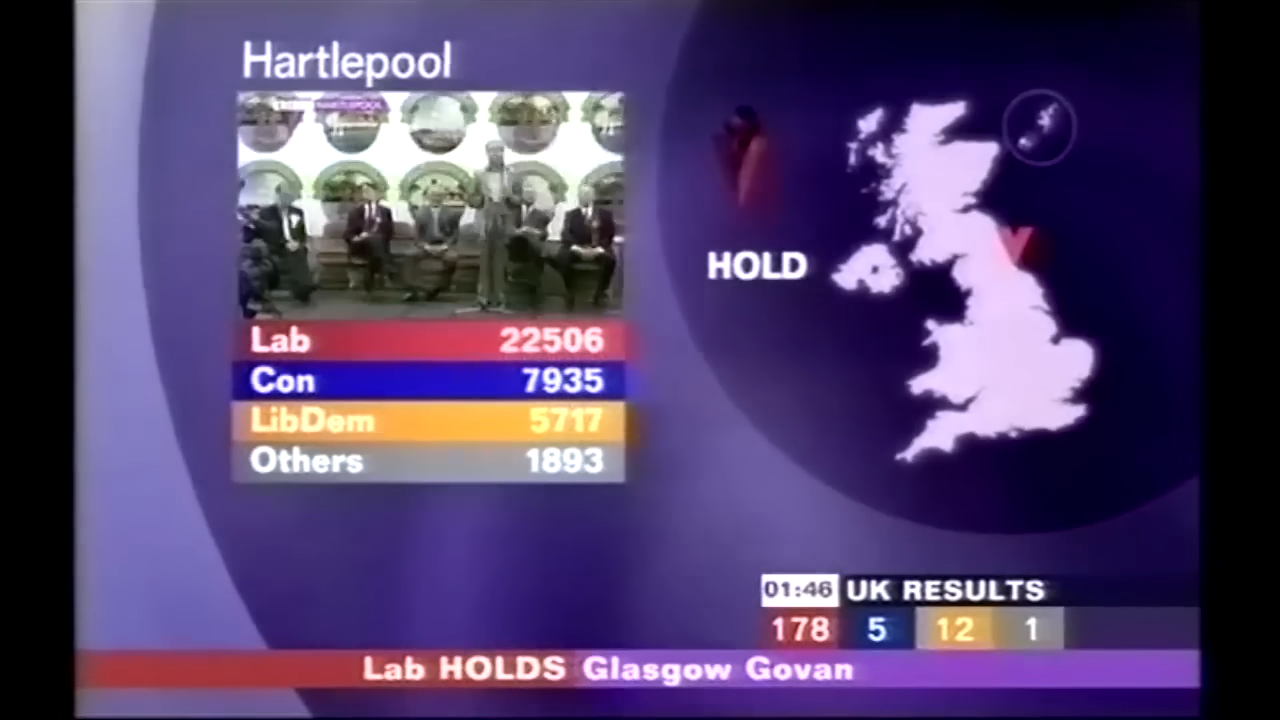 Hartlepool
HARTLEPOOL
HOLD
Lab 22506
Con 7935
LibDem 5717
Others 1893
01:46 UK RESULTS
178 5 12 1
Lab HOLDS Glasgow Govan